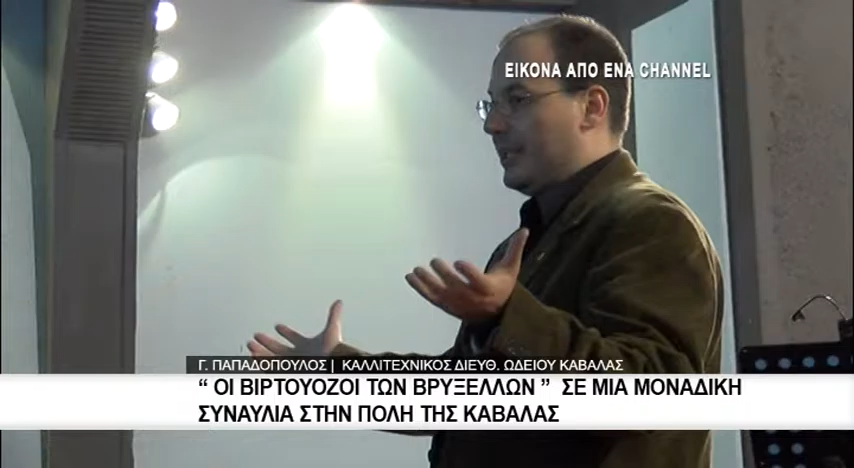 ΕΙΚΟΝΑ ΑΠΟ ΕΝΑ CHANNEL
Γ. ΠΑΠΑΔΟΠΟΥΛΟΣ | ΚΑΛΛΙΤΕΧΝΙΚΟΣ ΔΙΕΥΘ. ΩΔΕΙΟΥ ΚΑΒΑΛΑΣ
“ ΟΙ ΒΙΡΤΟΥΟΖΟΙ ΤΩΝ ΒΡΥΞΕΛΛΩΝ ” ΣΕ ΜΙΑ ΜΟΝΑΔΙΚΗ
ΣΥΝΑΥΛΙΑ ΣΤΗΝ ΠΟΛΗ ΤΗΣ ΚΑΒΑΛΑΣ